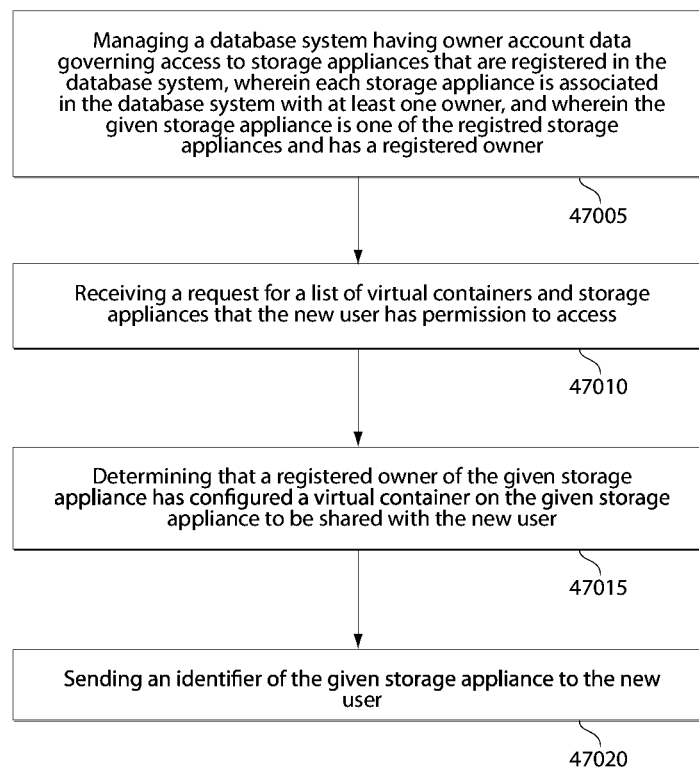 Managing a database system having owner account data
governing access to storage appliances that are registered in the
database system, wherein each storage appliance is associated
in the database system with at least one owner, and wherein the
given storage appliance is one of the registred storage
appliances and has a registered owner
47005
Receiving a request for a list of virtual containers and storage
appliances that the new user has permission to access
47010
Determining that a registered owner of the given storage
appliance has configured a virtual container on the given storage
appliance to be shared with the new user
47015
Sending an identifier of the given storage appliance to the new
user
47020